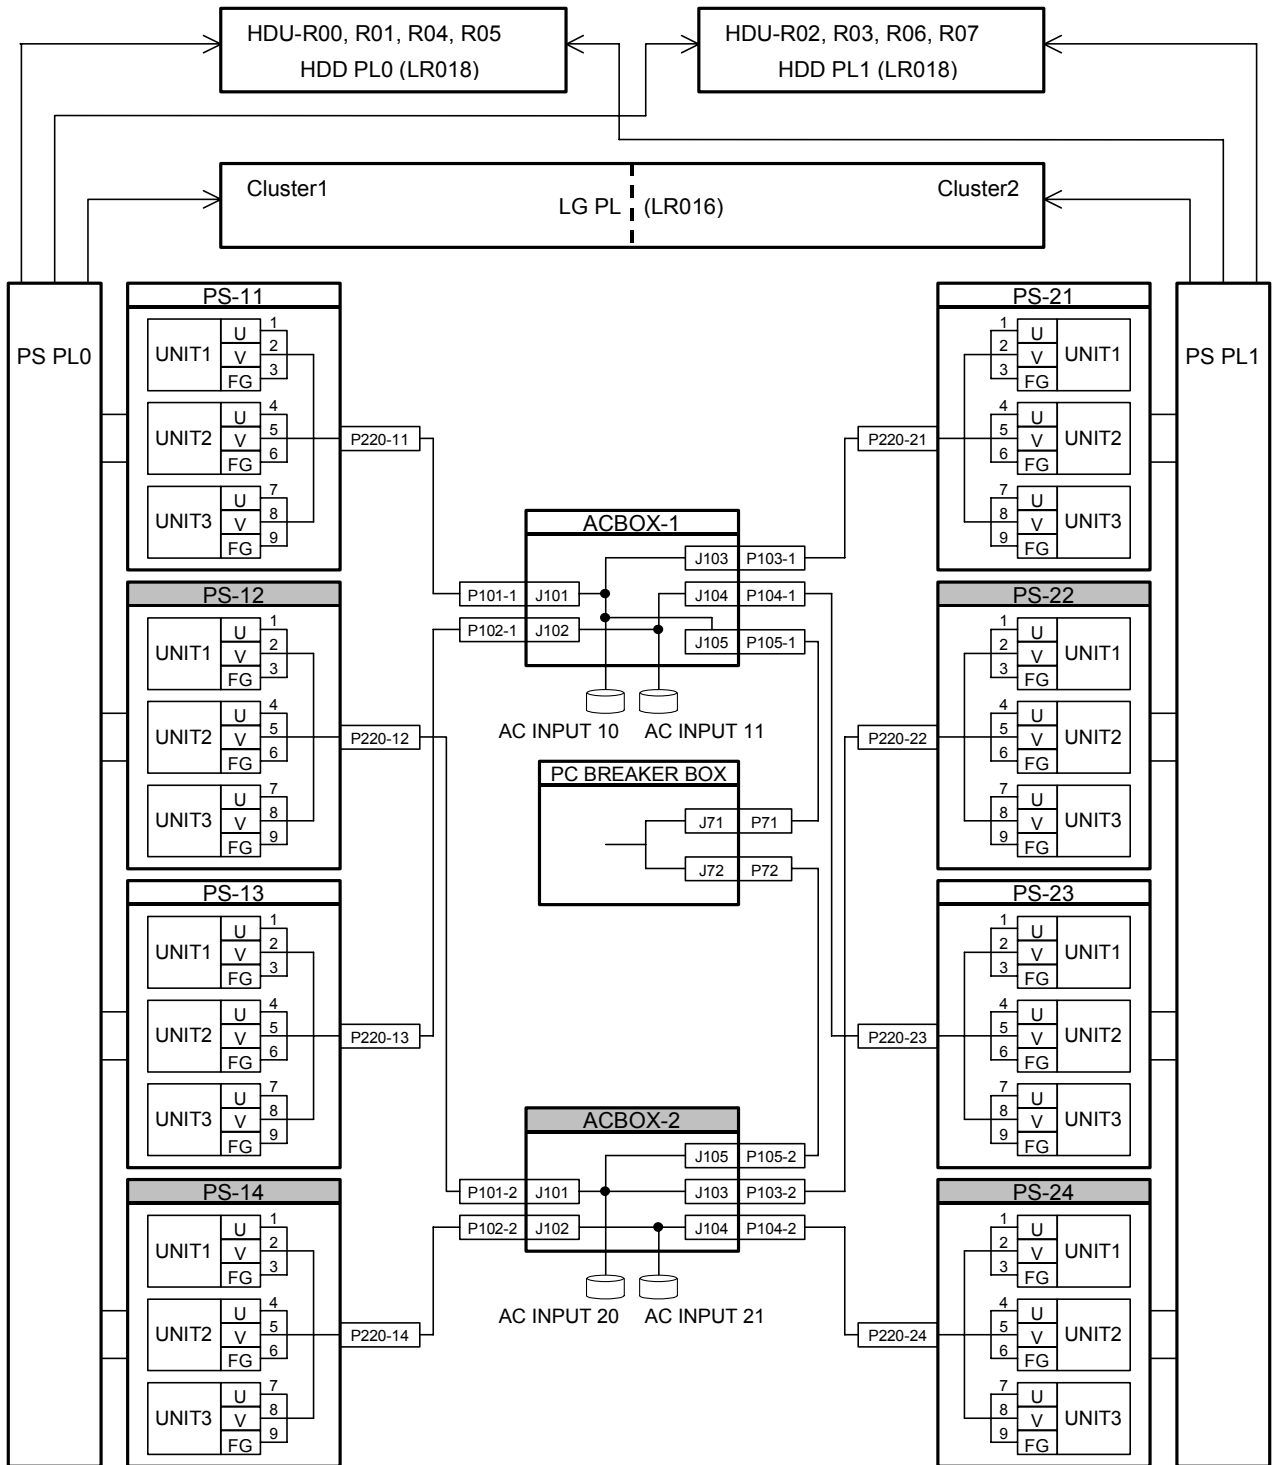 HDU-R00, R01, R04, R05
HDD PL0 (LR018)
HDU-R02, R03, R06, R07
HDD PL1 (LR018)
Cluster1
LG PL (LR016)
Cluster2
PS PL0
PS-11
UNIT1
U 1
V 2
FG 3
UNIT2
U 4
V 5
FG 6
UNIT3
U 7
V 8
FG 9
P220-11
PS-12
UNIT1
U 1
V 2
FG 3
UNIT2
U 4
V 5
FG 6
UNIT3
U 7
V 8
FG 9
P220-12
PS-13
UNIT1
U 1
V 2
FG 3
UNIT2
U 4
V 5
FG 6
UNIT3
U 7
V 8
FG 9
P220-13
PS-14
UNIT1
U 1
V 2
FG 3
UNIT2
U 4
V 5
FG 6
UNIT3
U 7
V 8
FG 9
P220-14
ACBOX-1
J103 P103-1
P101-1 J101
J104 P104-1
P102-1 J102
J105 P105-1
AC INPUT 10
AC INPUT 11
PC BREAKER BOX
J71 P71
J72 P72
ACBOX-2
J105 P105-2
P101-2 J101
J103 P103-2
P102-2 J102
J104 P104-2
AC INPUT 20
AC INPUT 21
PS-21
1 U
2 V
3 FG
UNIT1
4 U
5 V
6 FG
UNIT2
7 U
8 V
9 FG
UNIT3
P220-21
PS-22
1 U
2 V
3 FG
UNIT1
4 U
5 V
6 FG
UNIT2
7 U
8 V
9 FG
UNIT3
P220-22
PS-23
1 U
2 V
3 FG
UNIT1
4 U
5 V
6 FG
UNIT2
7 U
8 V
9 FG
UNIT3
P220-23
PS-24
1 U
2 V
3 FG
UNIT1
4 U
5 V
6 FG
UNIT2
7 U
8 V
9 FG
UNIT3
P220-24
PS PL1